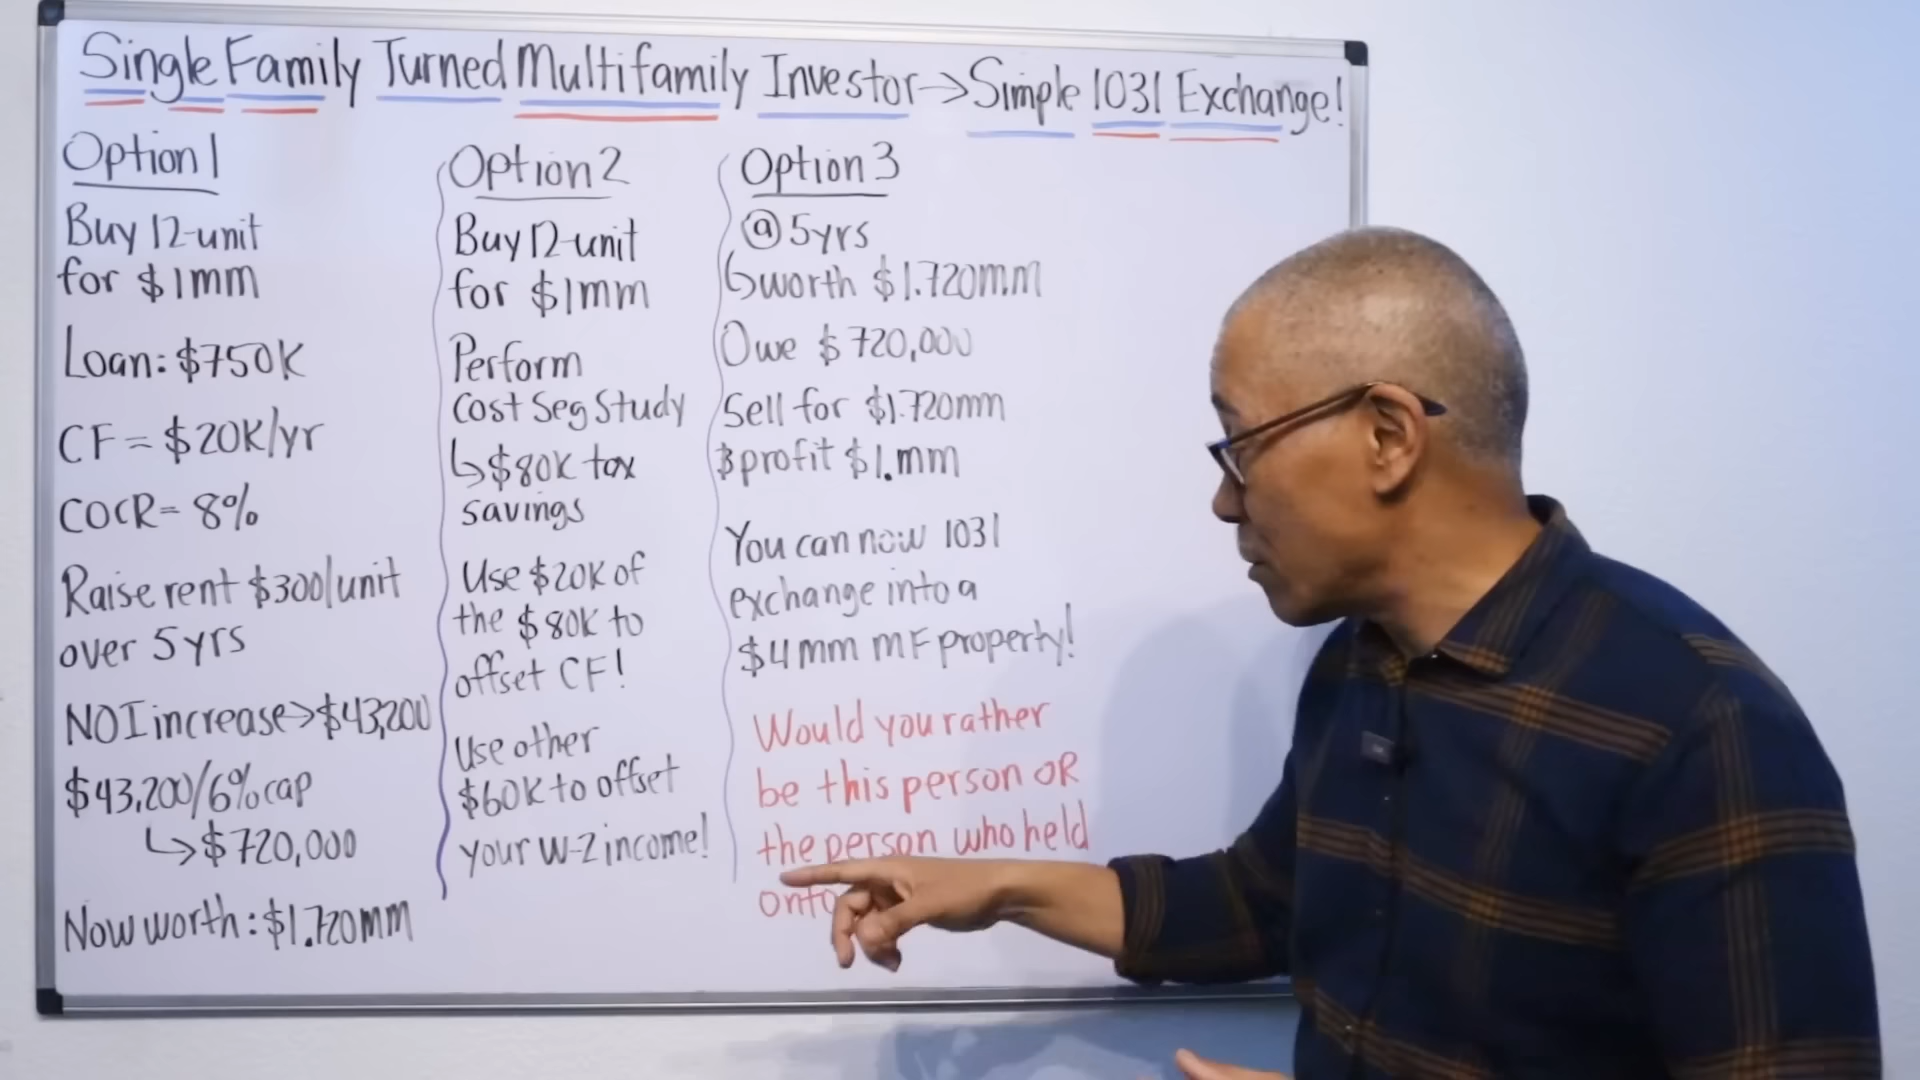 Single Family Turned Multifamily Investor→Simple 1031 Exchange!
Option 1
Buy 12-unit
for $1mm
Loan: $750K
CF = $20K/yr
COCR= 8%
Raise rent $300/unit
over 5yrs
NOI increase→$43,200
$43,200/6% cap
↳$720,000
Now worth: $1.720mm
Option 2
Buy 12-unit
for $1mm
Perform
Cost Seg Study
↳$80K tax
savings
Use $20K of
the $80K to
offset CF!
Use other
$60K to offset
your W-2 income!
Option 3
@ 5yrs
↳worth $1.720mm
Owe $720,000
Sell for $1.720mm
profit $1.mm
You can now 1031
exchange into a
$4mm MF property!
Would you rather
be this person OR
the person who held
onto